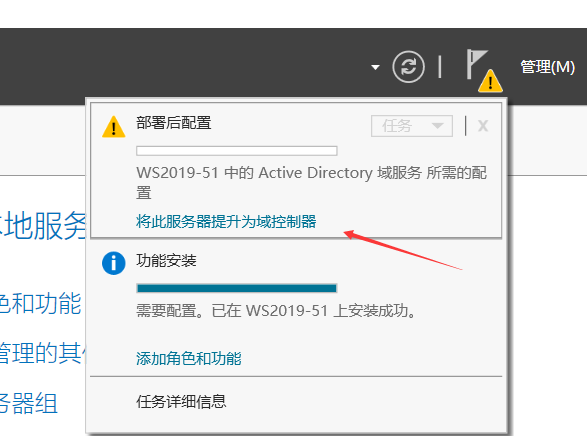 管理(M)
部署后配置
任务
X
WS2019-51 中的 Active Directory 域服务 所需的配
置
将此服务器提升为域控制器
地服务
功能安装
色和功能
需要配置。已在 WS2019-51 上安装成功。
管理的其
添加角色和功能
务器组
任务详细信息